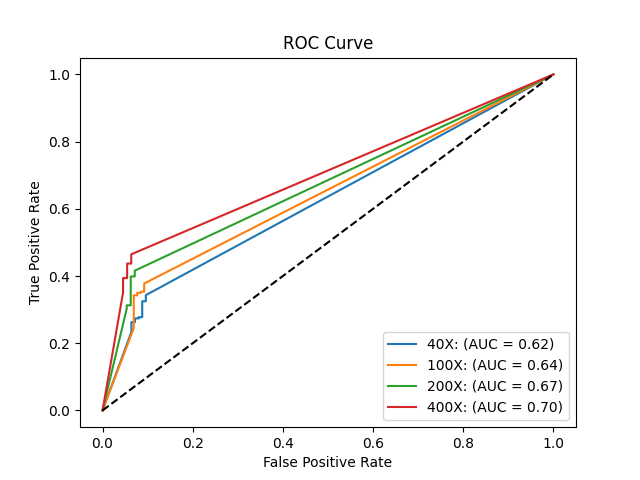 ROC Curve
True Positive Rate
1.0
0.8
0.6
0.4
0.2
0.0
0.0 0.2 0.4 0.6 0.8 1.0
False Positive Rate
40X: (AUC = 0.62)
100X: (AUC = 0.64)
200X: (AUC = 0.67)
400X: (AUC = 0.70)